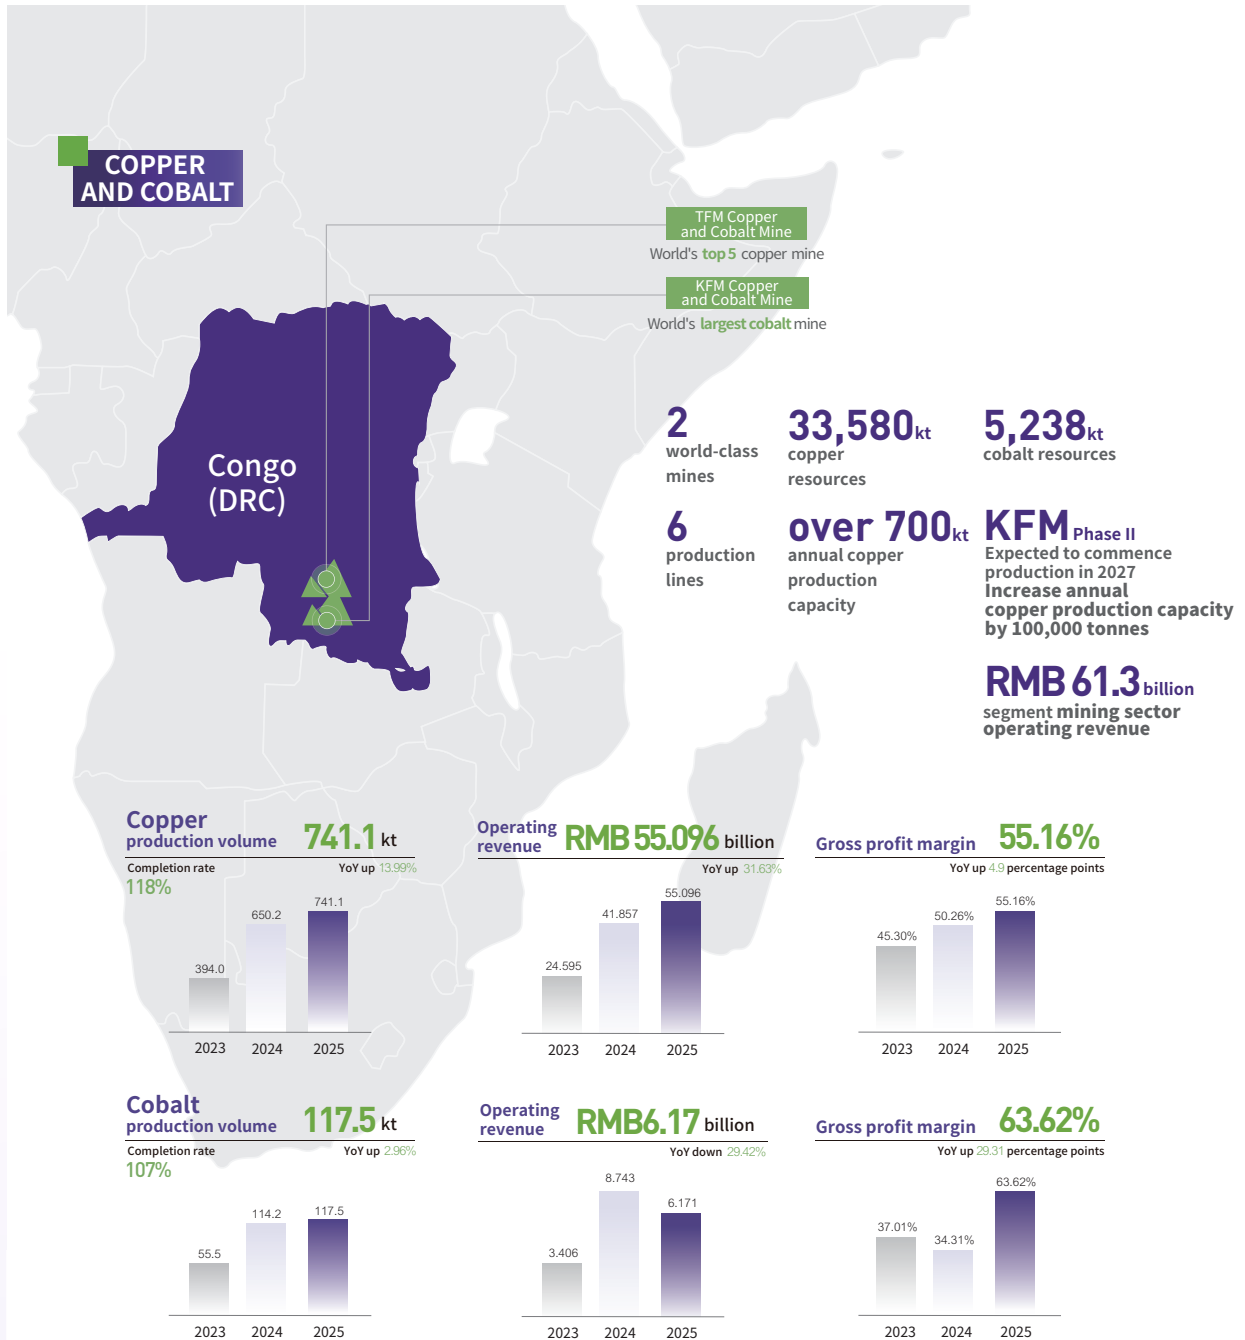 COPPER
AND COBALT
TFM Copper
and Cobalt Mine
World's top 5 copper mine
KFM Copper
and Cobalt Mine
World's largest cobalt mine
Congo
(DRC)
2
world-class
mines
33,580kt
copper
resources
5,238kt
cobalt resources
6
production
lines
over 700kt
annual copper
production
capacity
KFM Phase II
Expected to commence
production in 2027
Increase annual
copper production capacity
by 100,000 tonnes
RMB 61.3 billion
segment mining sector
operating revenue
Copper
production volume 741.1 kt
Completion rate YoY up 13.99%
118%
394.0
650.2
741.1
2023 2024 2025
Operating
revenue RMB 55.096 billion
YoY up 31.63%
24.595
41.857
55.096
2023 2024 2025
Gross profit margin 55.16%
YoY up 4.9 percentage points
45.30%
50.26%
55.16%
2023 2024 2025
Cobalt
production volume 117.5 kt
Completion rate YoY up 2.96%
107%
55.5
114.2
117.5
2023 2024 2025
Operating
revenue RMB6.17 billion
YoY down 29.42%
3.406
8.743
6.171
2023 2024 2025
Gross profit margin 63.62%
YoY up 29.31 percentage points
37.01%
34.31%
63.62%
2023 2024 2025